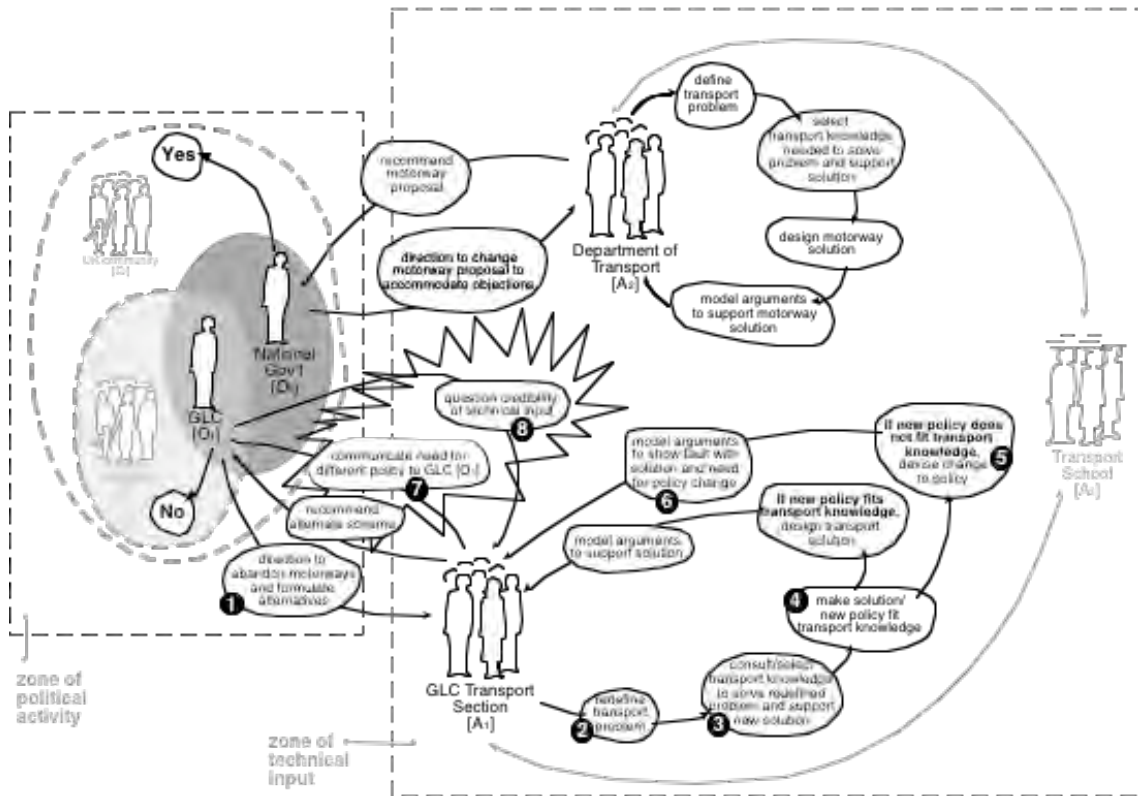 Yes
UK Community
National
Gov't
GLC
No
recommend
motorway
proposal
direction to change
motorway proposal to
accommodate objections
Department of
Transport
[A₂]
define
transport
problem
select
transport knowledge
needed to solve
problem and support
solution
design motorway
solution
model arguments
to support motorway
solution
question credibility
of technical input
8
communicate need for
different policy to GLC
7
recommend
alternate scheme
direction to
abandon motorways
and formulate
alternatives
1
GLC Transport
Section
[A₁]
redefine
transport
problem
2
consult/select
transport knowledge
to solve redefined
problem and support
new solution
3
4
make solution/
new policy fit
transport knowledge
If new policy fits
transport knowledge,
design transport
solution
model arguments
to support solution
If new policy does
not fit transport
knowledge,
devise change
to policy
5
model arguments
to show fault with
solution and need
for policy change
6
Transport
School
zone of
political
activity
zone of
technical
input